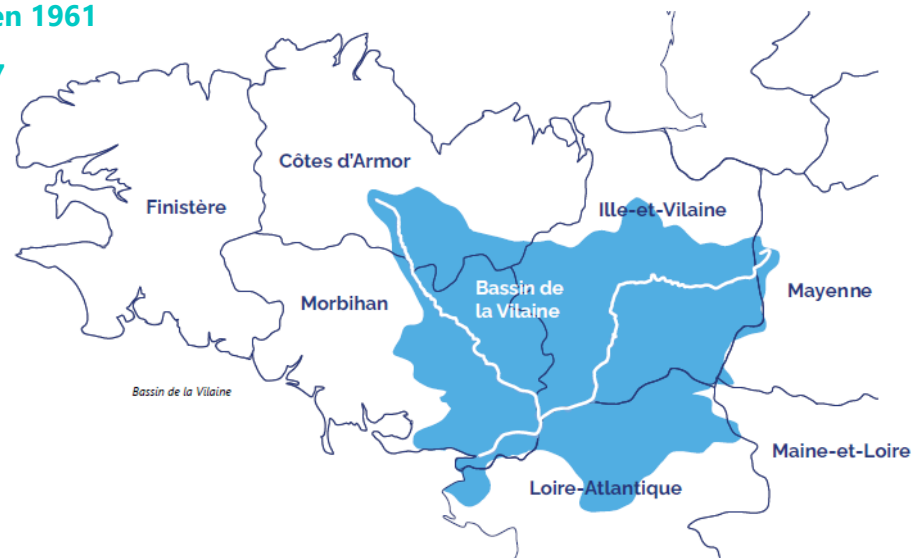 en 1961
Côtes d'Armor
Finistère
Ille-et-Vilaine
Bassin de
la Vilaine
Morbihan
Mayenne
Bassin de la Vilaine
Maine-et-Loire
Loire-Atlantique